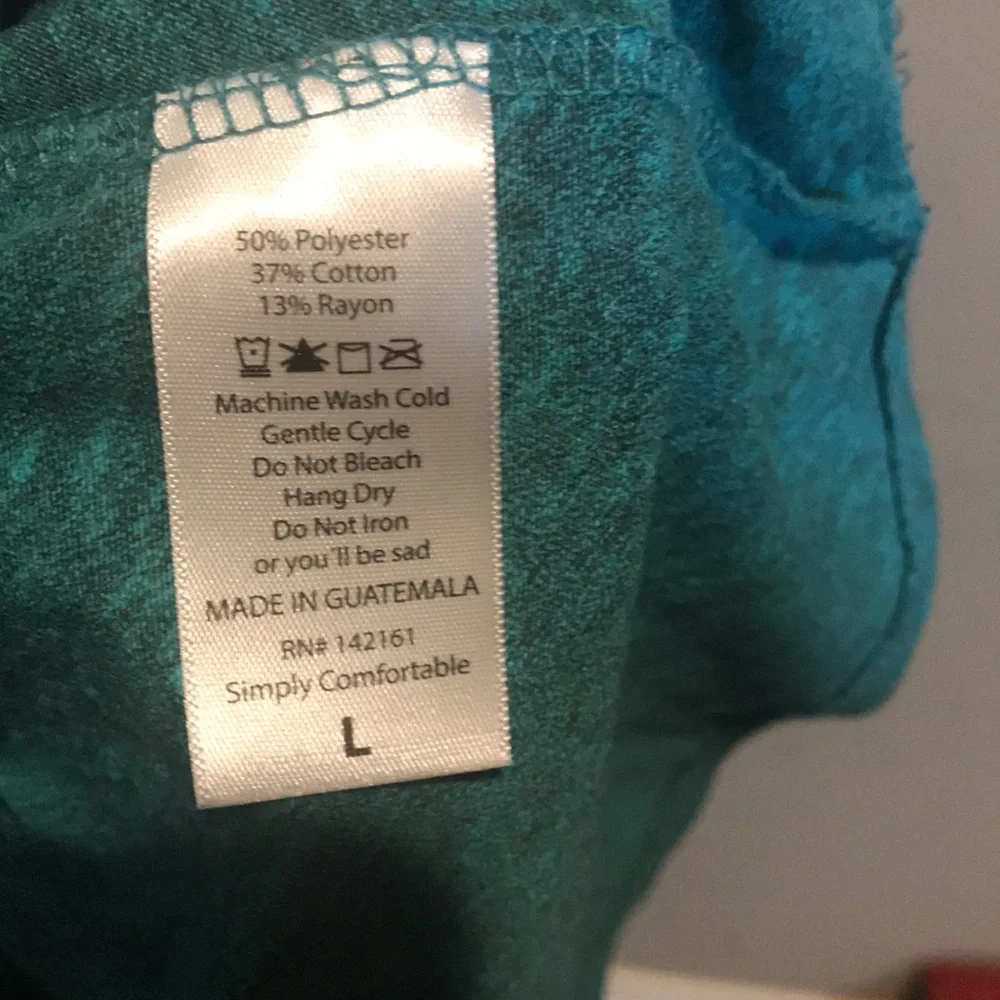 50% Polyester
37% Cotton
13% Rayon
Machine Wash Cold
Gentle Cycle
Do Not Bleach
Hang Dry
Do Not Iron
or you'll be sad
MADE IN GUATEMALA
RN# 142161
Simply Comfortable
L